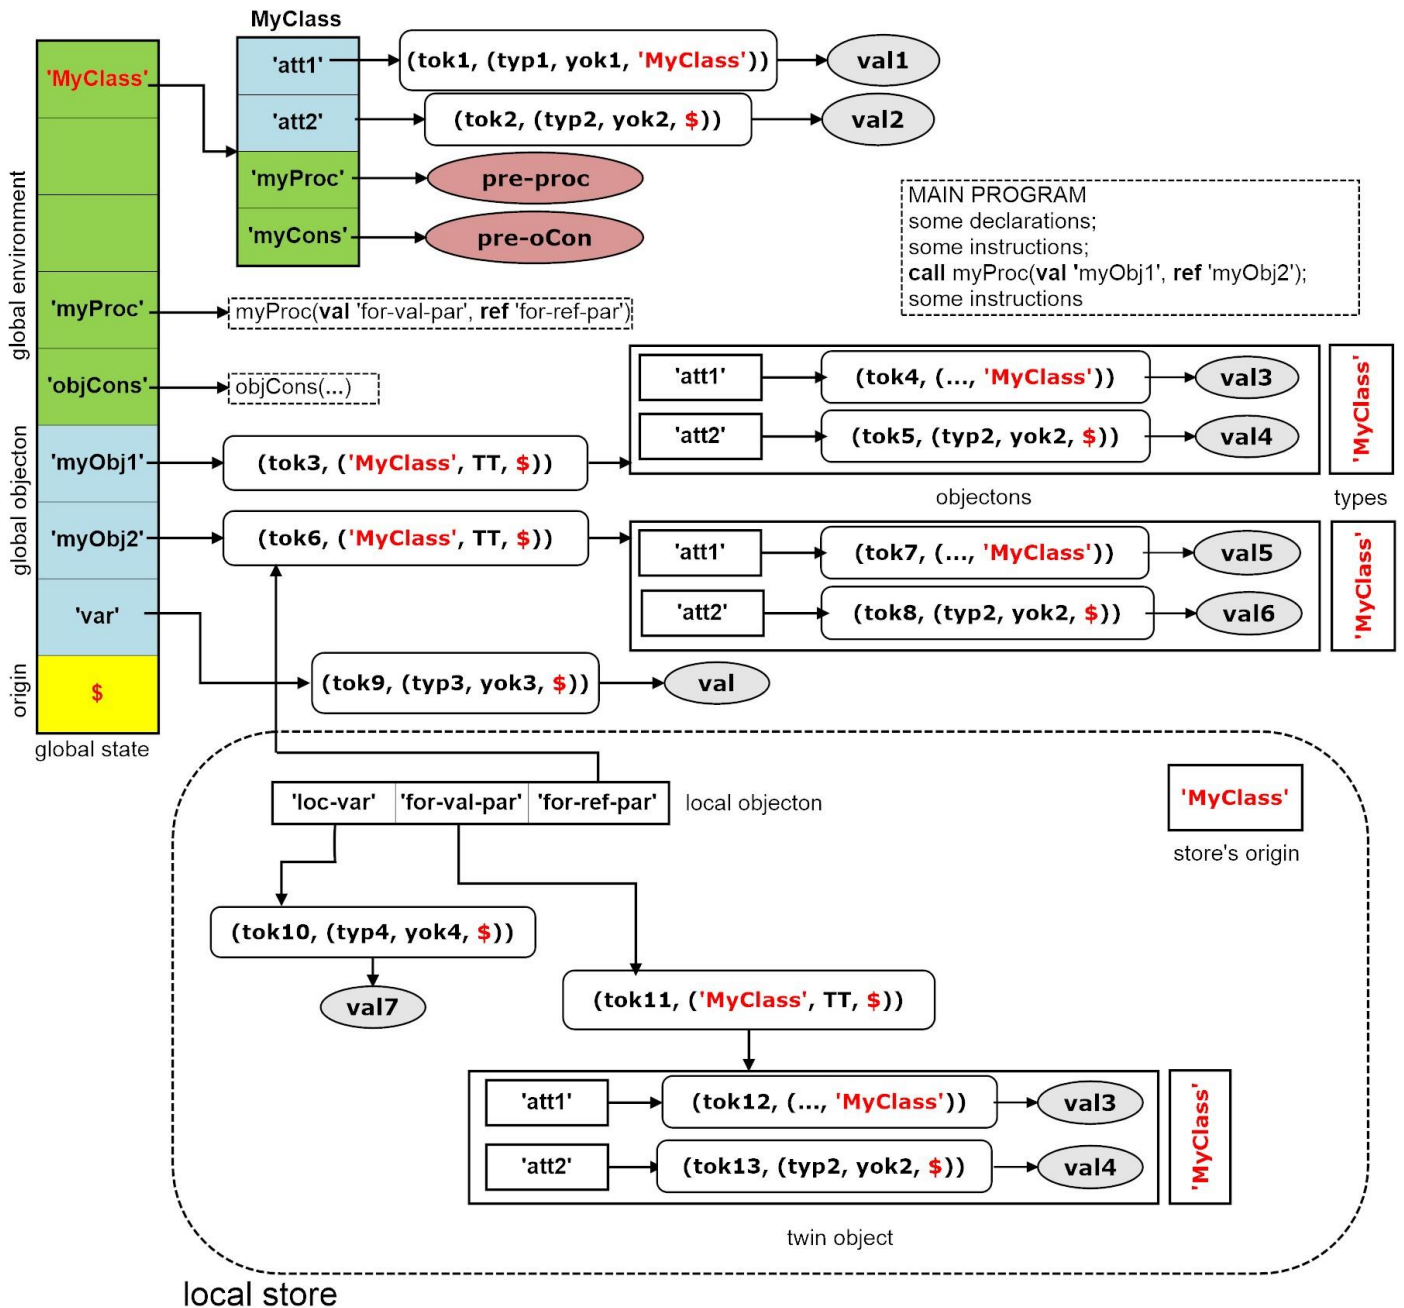 MyClass
'MyClass'
'att1'
(tok1, (typ1, yok1, 'MyClass'))
val1
'att2'
(tok2, (typ2, yok2, $))
val2
'myProc'
pre-proc
'myCons'
pre-oCon
MAIN PROGRAM
some declarations;
some instructions;
call myProc(val 'myObj1', ref 'myObj2');
some instructions
global environment
'myProc'
myProc(val 'for-val-par', ref 'for-ref-par')
'objCons'
objCons(...)
'att1'
(tok4, (..., 'MyClass'))
val3
'att2'
(tok5, (typ2, yok2, $))
val4
'MyClass'
global objecton
'myObj1'
(tok3, ('MyClass', TT, $))
objectons
types
'myObj2'
(tok6, ('MyClass', TT, $))
'att1'
(tok7, (..., 'MyClass'))
val5
'att2'
(tok8, (typ2, yok2, $))
val6
'MyClass'
'var'
(tok9, (typ3, yok3, $))
val
origin
$
global state
'loc-var'
'for-val-par'
'for-ref-par'
local objecton
'MyClass'
store's origin
(tok10, (typ4, yok4, $))
val7
(tok11, ('MyClass', TT, $))
'att1'
(tok12, (..., 'MyClass'))
val3
'att2'
(tok13, (typ2, yok2, $))
val4
'MyClass'
twin object
local store